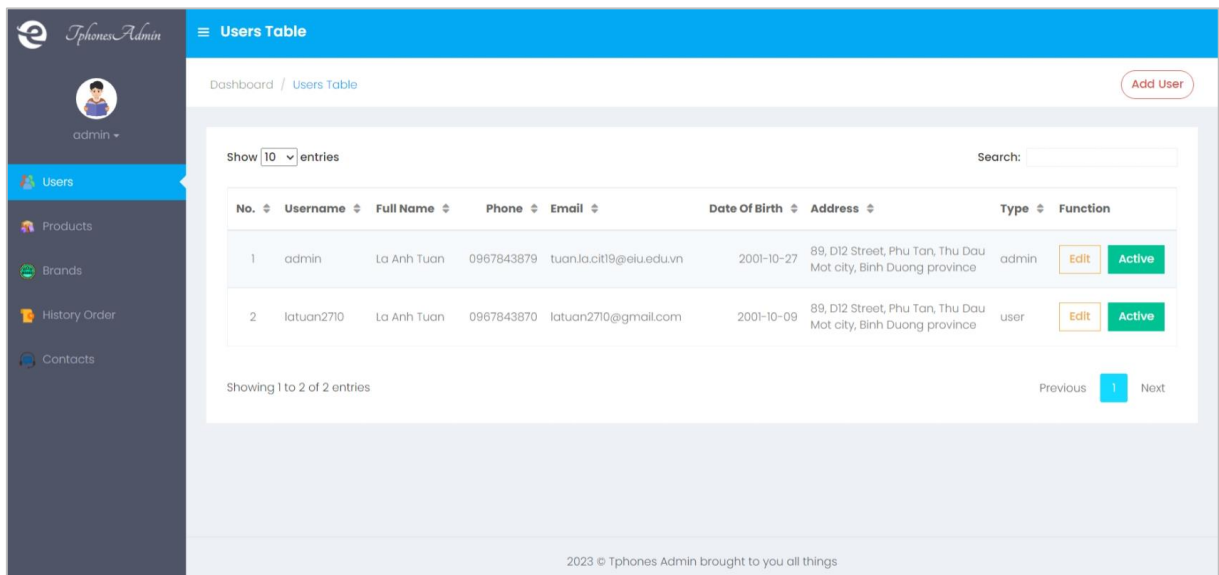 TphonesAdmin
Users Table
admin
Dashboard / Users Table
Add User
Users
Products
Brands
History Order
Contacts
Show 10 entries
Search:
No. Username Full Name Phone Email Date Of Birth Address Type Function
1 admin La Anh Tuan 0967843879 tuan.la.cit19@eiu.edu.vn 2001-10-27 89, D12 Street, Phu Tan, Thu Dau admin Edit Active
Mot city, Binh Duong province
2 latuan2710 La Anh Tuan 0967843870 latuan2710@gmail.com 2001-10-09 89, D12 Street, Phu Tan, Thu Dau user Edit Active
Mot city, Binh Duong province
Showing 1 to 2 of 2 entries
Previous 1 Next
2023 © Tphones Admin brought to you all things